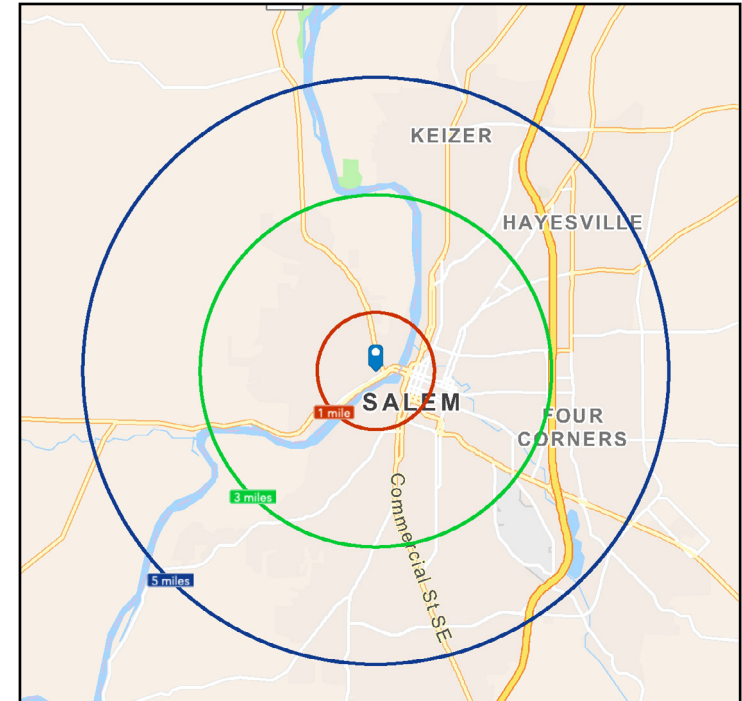 KEIZER
HAYESVILLE
1 mile
SALEM
FOUR
CORNERS
3 miles
Commercial St SE
5 miles